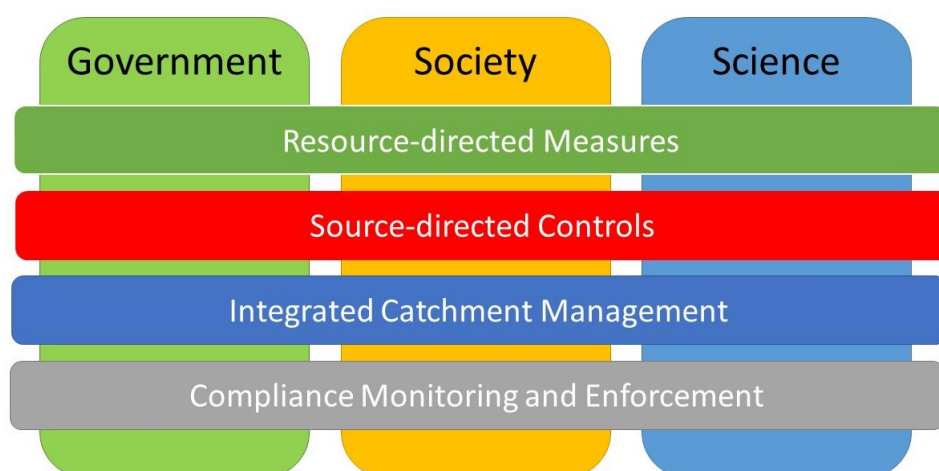 Government
Society
Science
Resource-directed Measures
Source-directed Controls
Integrated Catchment Management
Compliance Monitoring and Enforcement